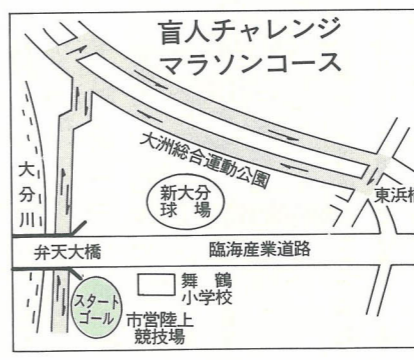 盲人チャレンジ
マラソンコース
大洲総合運動公園
大分川
新大分
球場
東浜橋
弁天大橋
臨海産業道路
舞鶴
小学校
スタート
ゴール
市営陸上
競技場